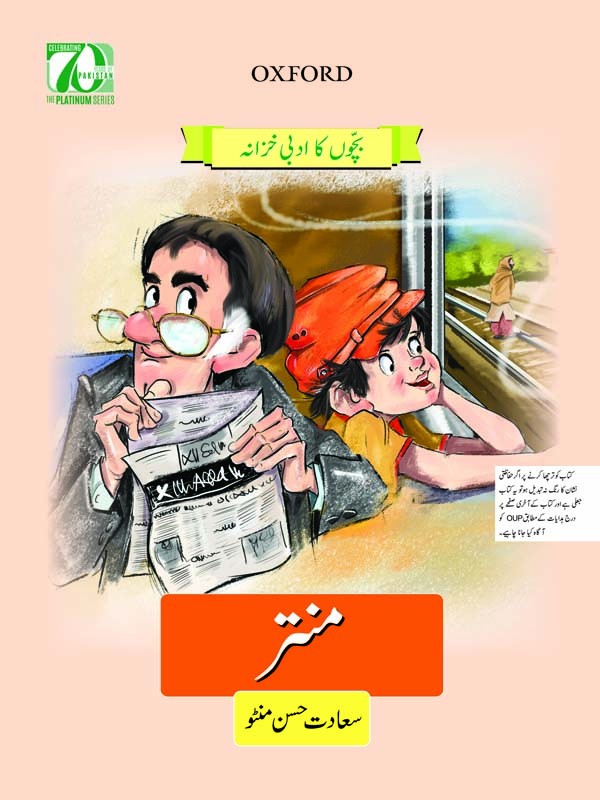 CELEBRATING
70
YEARS OF
PAKISTAN
THE PLATINUM SERIES
OXFORD
بچّوں کا ادبی خزانہ
کتاب کو ترچھا کرنے پر اگر حفاظتی
نشان کا رنگ نہ تبدیل ہو تو یہ کتاب
جعلی ہے اور کتاب کے آخری صفحے پر
درج ہدایات کے مطابق OUP کو
آگاہ کیا جانا چاہیے۔
منتر
سعادت حسن منٹو